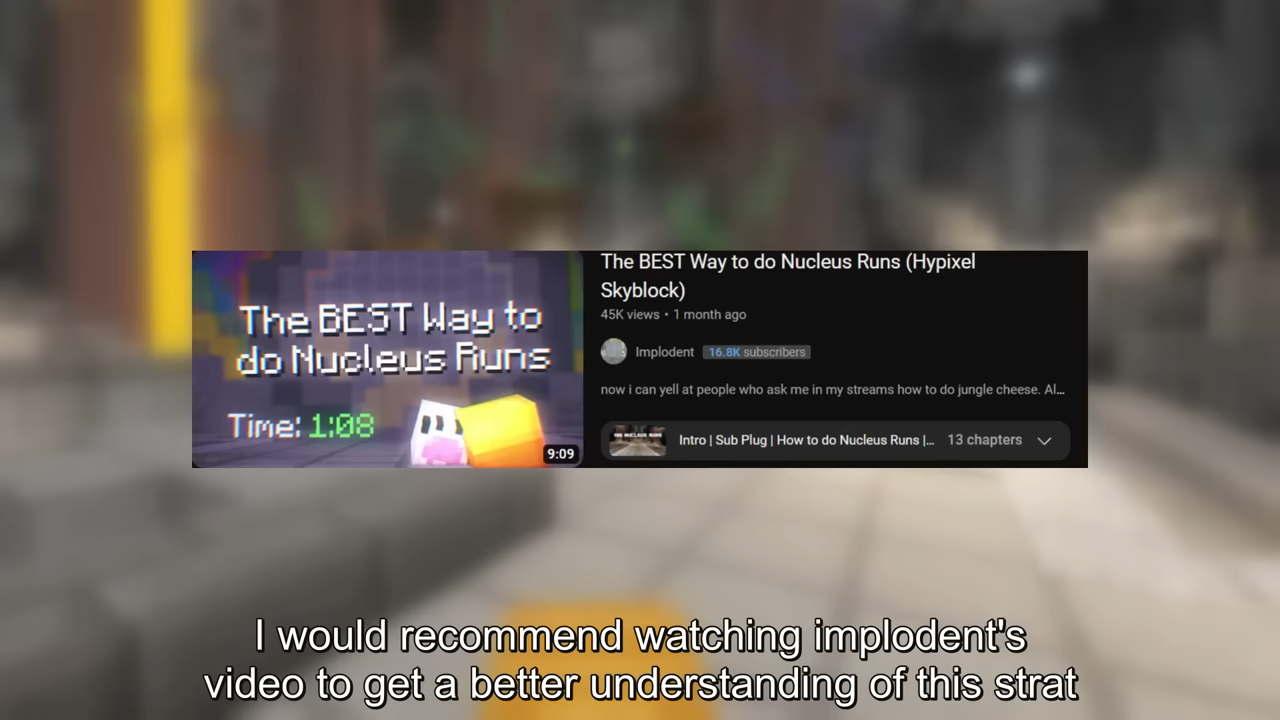 The BEST Way to
do Nucleus Runs
Time: 1:08
9:09
The BEST Way to do Nucleus Runs (Hypixel
Skyblock)
45K views • 1 month ago
Implodent 16.8K subscribers
now i can yell at people who ask me in my streams how to do jungle cheese. Al...
Intro | Sub Plug | How to do Nucleus Runs |... 13 chapters
I would recommend watching implodent's
video to get a better understanding of this strat